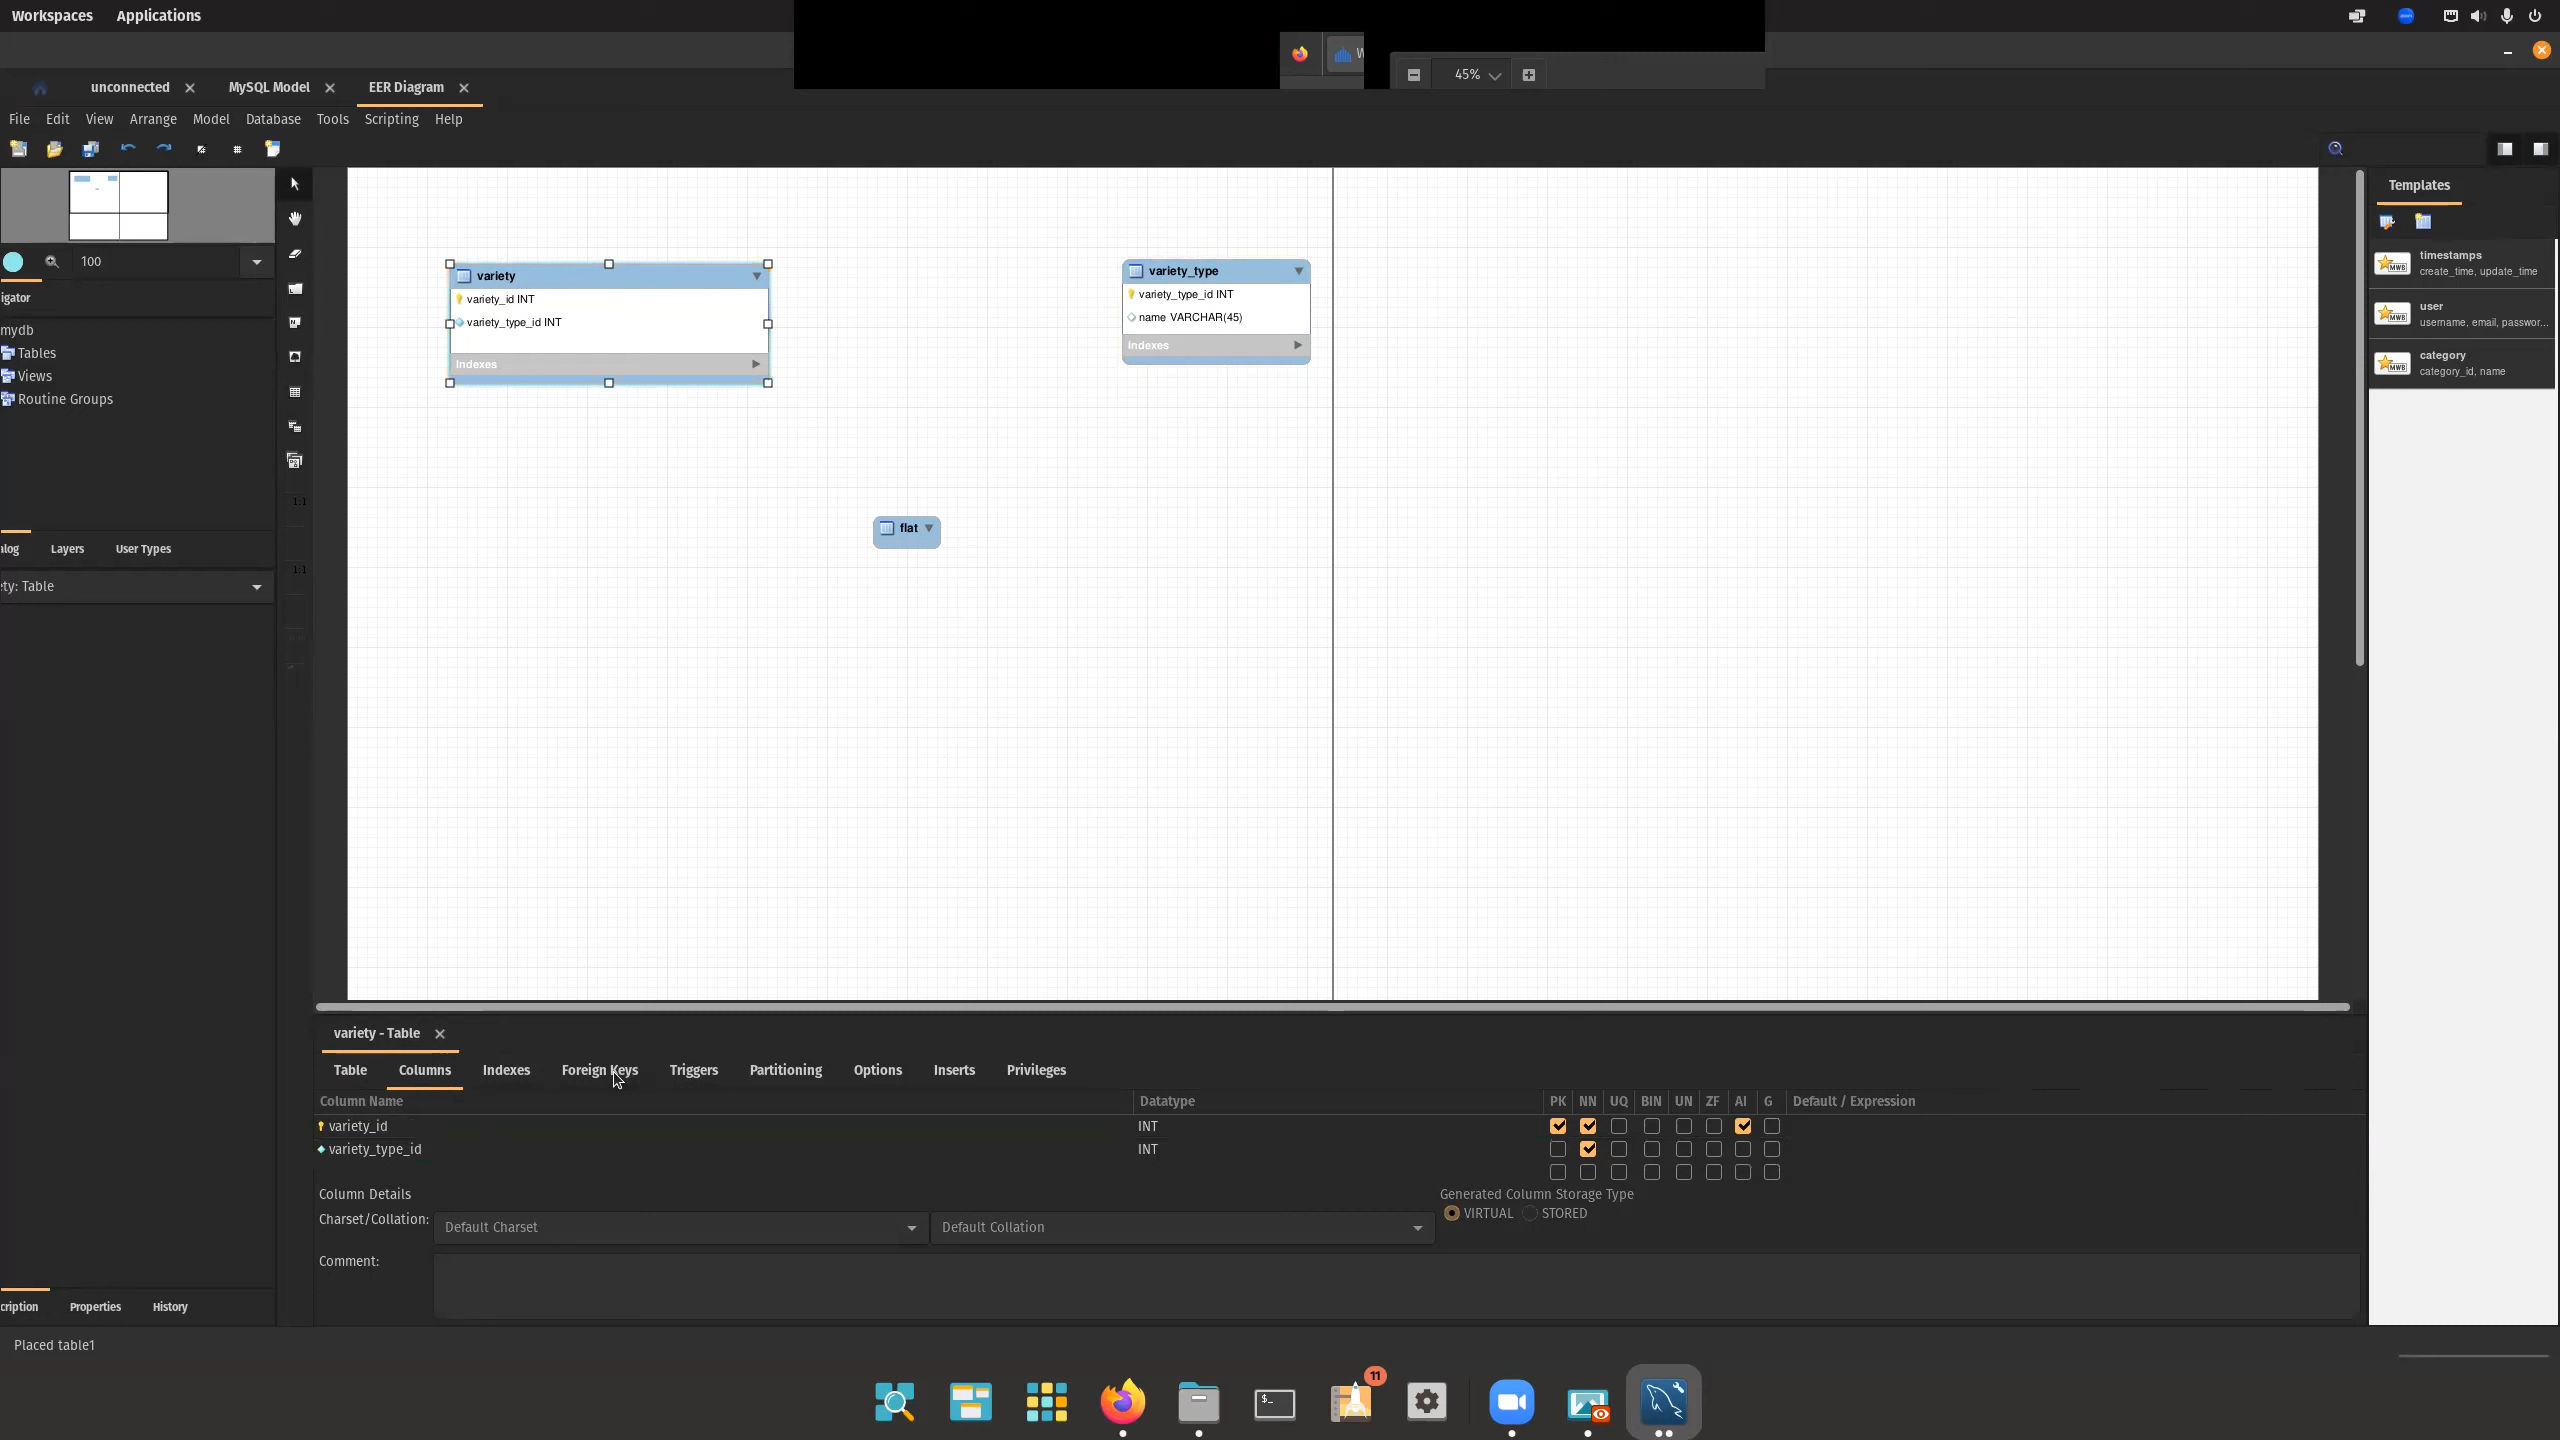 Workspaces Applications
45%
unconnected MySQL Model EER Diagram
File Edit View Arrange Model Database Tools Scripting Help
100
igator
mydb
Tables
Views
Routine Groups
alog Layers User Types
ety: Table
cription Properties History
variety
variety_id INT
variety_type_id INT
Indexes
variety_type
variety_type_id INT
name VARCHAR(45)
Indexes
flat
1:1
1:1
Templates
timestamps
create_time, update_time
user
username, email, passwor...
category
category_id, name
variety - Table
Table Columns Indexes Foreign Keys Triggers Partitioning Options Inserts Privileges
Column Name Datatype PK NN UQ BIN UN ZF AI G Default / Expression
variety_id INT
variety_type_id INT
Column Details Generated Column Storage Type
Charset/Collation: Default Charset Default Collation VIRTUAL STORED
Comment:
Placed table1
11